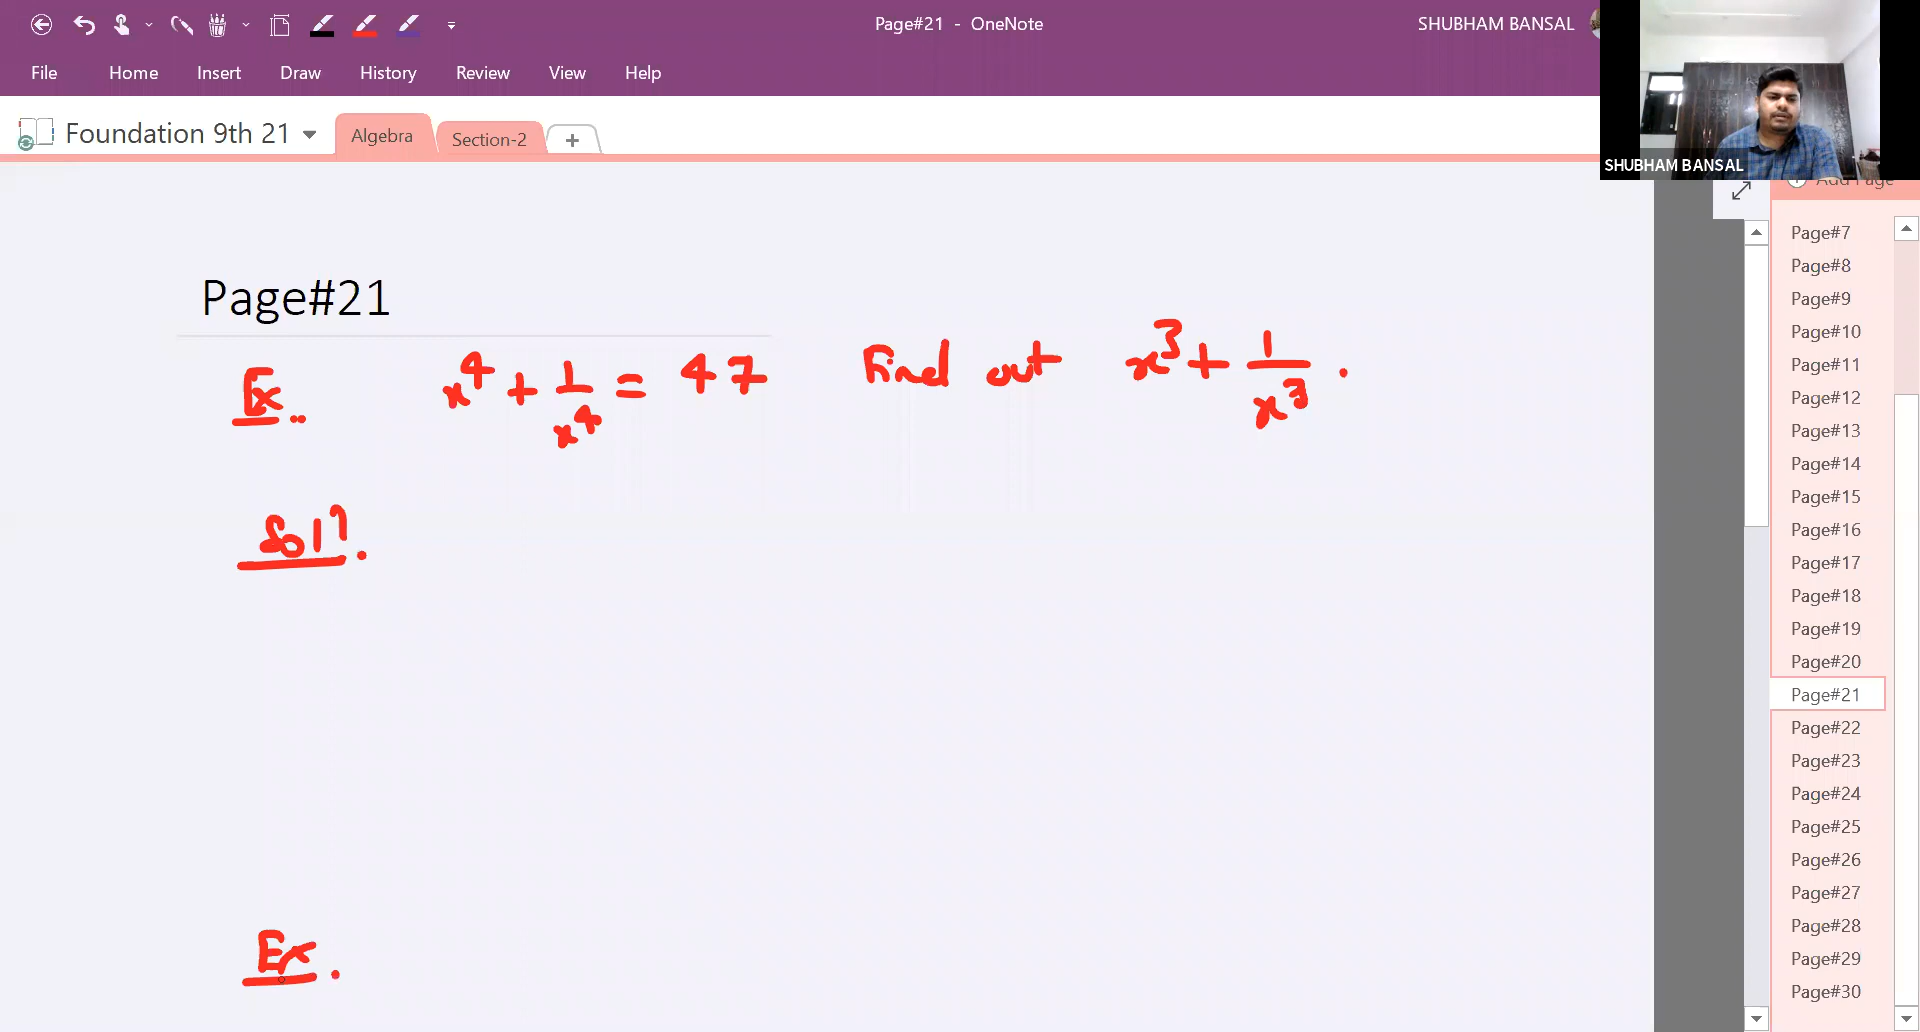 Page#21 - OneNote
SHUBHAM BANSAL
File Home Insert Draw History Review View Help
SHUBHAM BANSAL
Foundation 9th 21
Algebra
Section-2
+
Add Page
Page#7
Page#8
Page#9
Page#10
Page#11
Page#12
Page#13
Page#14
Page#15
Page#16
Page#17
Page#18
Page#19
Page#20
Page#21
Page#22
Page#23
Page#24
Page#25
Page#26
Page#27
Page#28
Page#29
Page#30
Page#21
Ex.. x⁴ + 1/x⁴ = 47 Find out x³ + 1/x³ .
Solⁿ.
Ex.